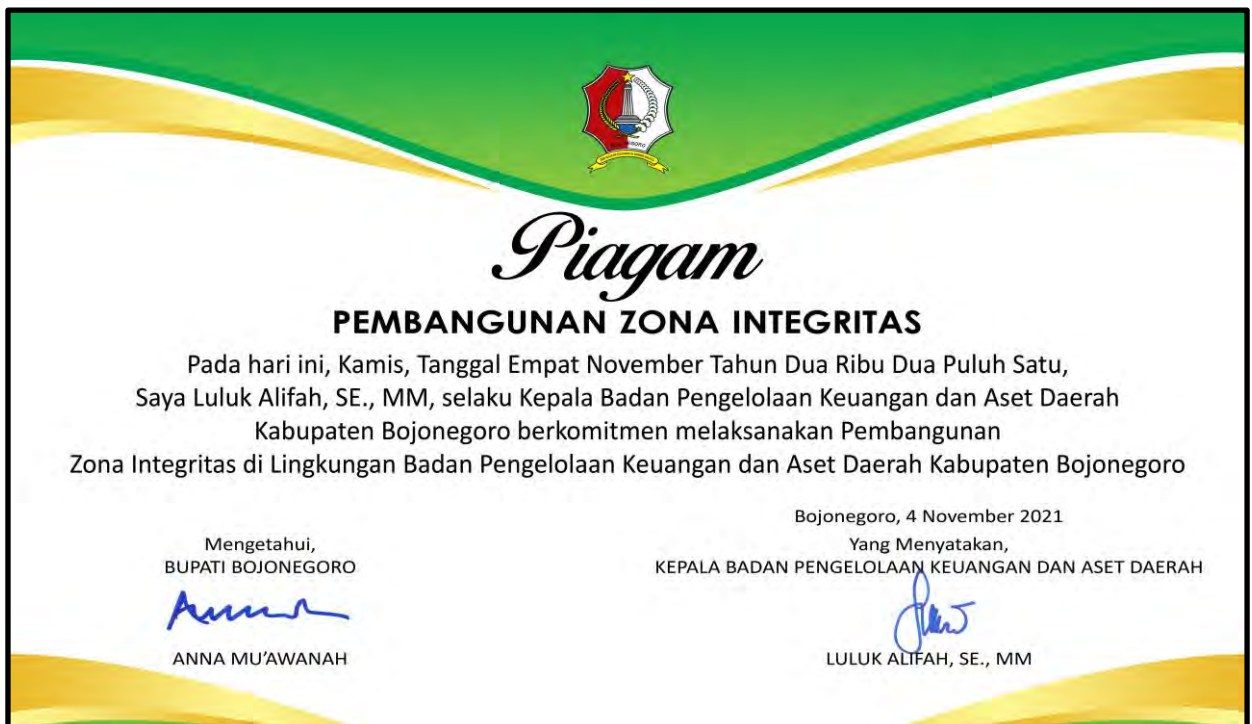 Piagam
PEMBANGUNAN ZONA INTEGRITAS
Pada hari ini, Kamis, Tanggal Empat November Tahun Dua Ribu Dua Puluh Satu,
Saya Luluk Alifah, SE., MM, selaku Kepala Badan Pengelolaan Keuangan dan Aset Daerah
Kabupaten Bojonegoro berkomitmen melaksanakan Pembangunan
Zona Integritas di Lingkungan Badan Pengelolaan Keuangan dan Aset Daerah Kabupaten Bojonegoro
Bojonegoro, 4 November 2021
Mengetahui,
BUPATI BOJONEGORO
ANNA MU'AWANAH
Yang Menyatakan,
KEPALA BADAN PENGELOLAAN KEUANGAN DAN ASET DAERAH
LULUK ALIFAH, SE., MM